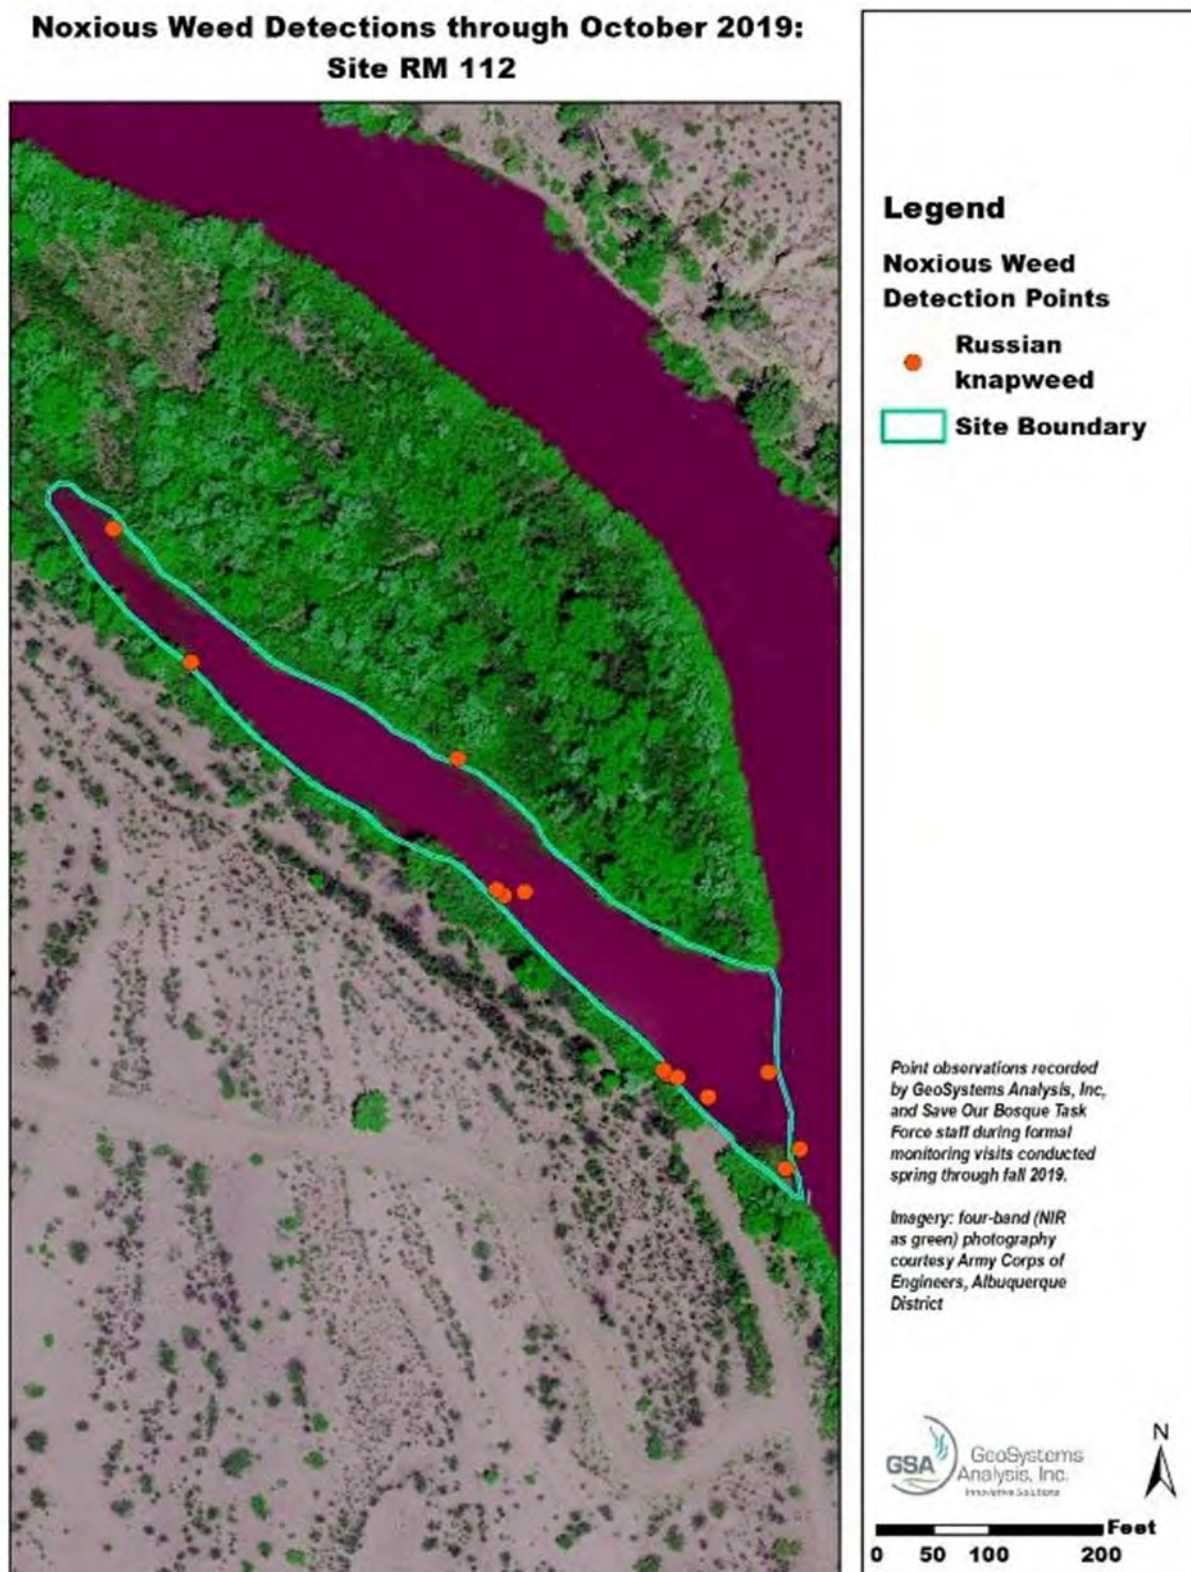 Noxious Weed Detections through October 2019:
Site RM 112
Legend
Noxious Weed
Detection Points
Russian
knapweed
Site Boundary
Point observations recorded
by GeoSystems Analysis, Inc,
and Save Our Bosque Task
Force staff during formal
monitoring visits conducted
spring through fall 2019.
Imagery: four-band (NIR
as green) photography
courtesy Army Corps of
Engineers, Albuquerque
District
GSA
GeoSystems
Analysis, Inc.
Innovative Solutions
N
Feet
0 50 100 200